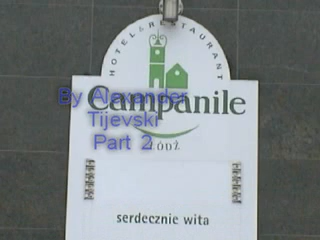 HOTEL & RESTAURANT
Campanile
ŁÓDŹ
serdecznie wita
By Alexander
Tijevski
Part 2